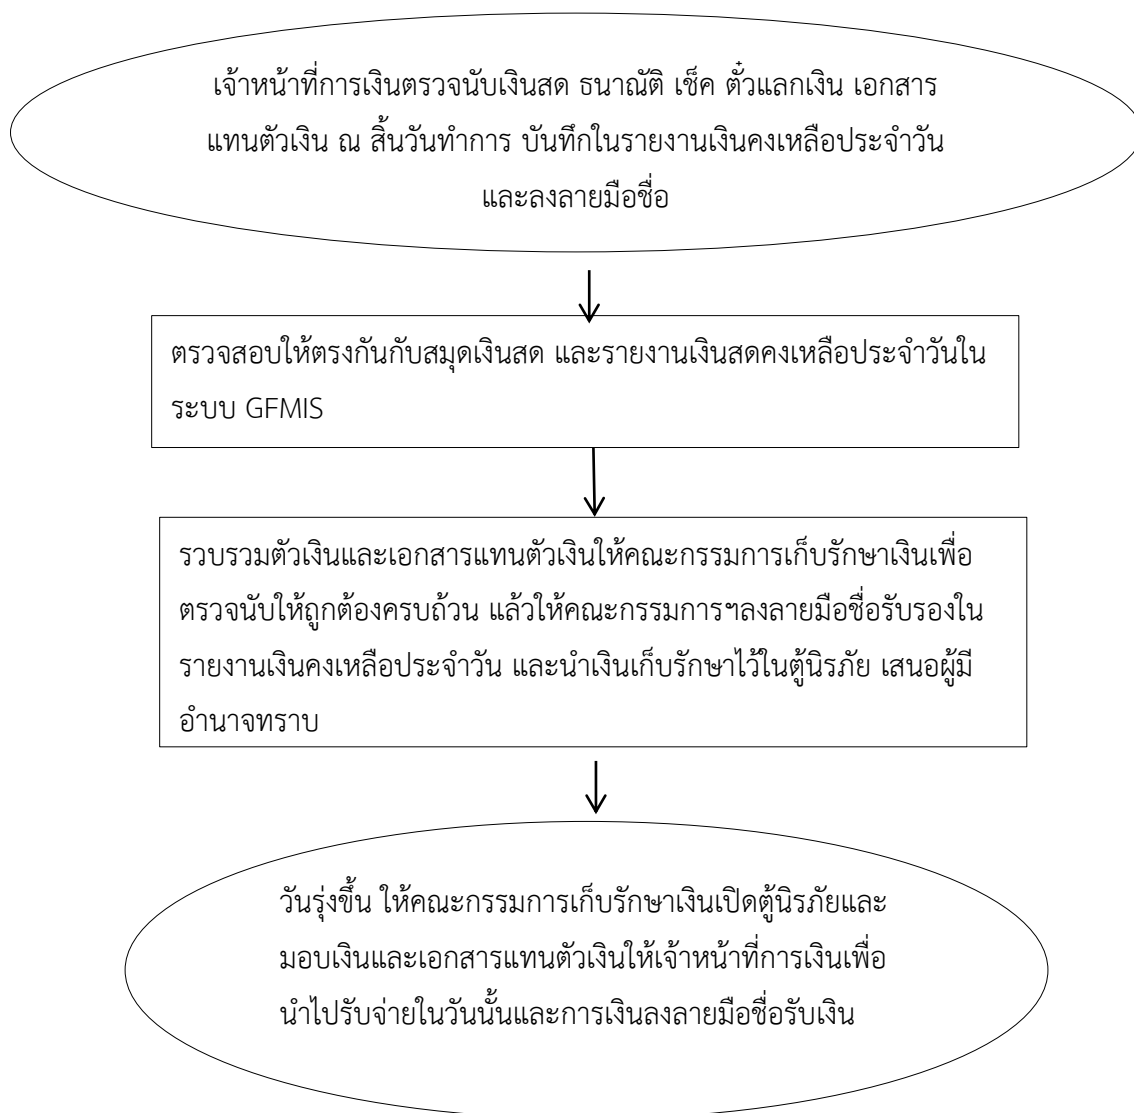 เจ้าหน้าที่การเงินตรวจนับเงินสด ธนาณัติ เช็ค ตั๋วแลกเงิน เอกสาร
แทนตัวเงิน ณ สิ้นวันทำการ บันทึกในรายงานเงินคงเหลือประจำวัน
และลงลายมือชื่อ
ตรวจสอบให้ตรงกันกับสมุดเงินสด และรายงานเงินสดคงเหลือประจำวันใน
ระบบ GFMIS
รวบรวมตัวเงินและเอกสารแทนตัวเงินให้คณะกรรมการเก็บรักษาเงินเพื่อ
ตรวจนับให้ถูกต้องครบถ้วน แล้วให้คณะกรรมการฯลงลายมือชื่อรับรองใน
รายงานเงินคงเหลือประจำวัน และนำเงินเก็บรักษาไว้ในตู้นิรภัย เสนอผู้มี
อำนาจทราบ
วันรุ่งขึ้น ให้คณะกรรมการเก็บรักษาเงินเปิดตู้นิรภัยและ
มอบเงินและเอกสารแทนตัวเงินให้เจ้าหน้าที่การเงินเพื่อ
นำไปรับจ่ายในวันนั้นและการเงินลงลายมือชื่อรับเงิน